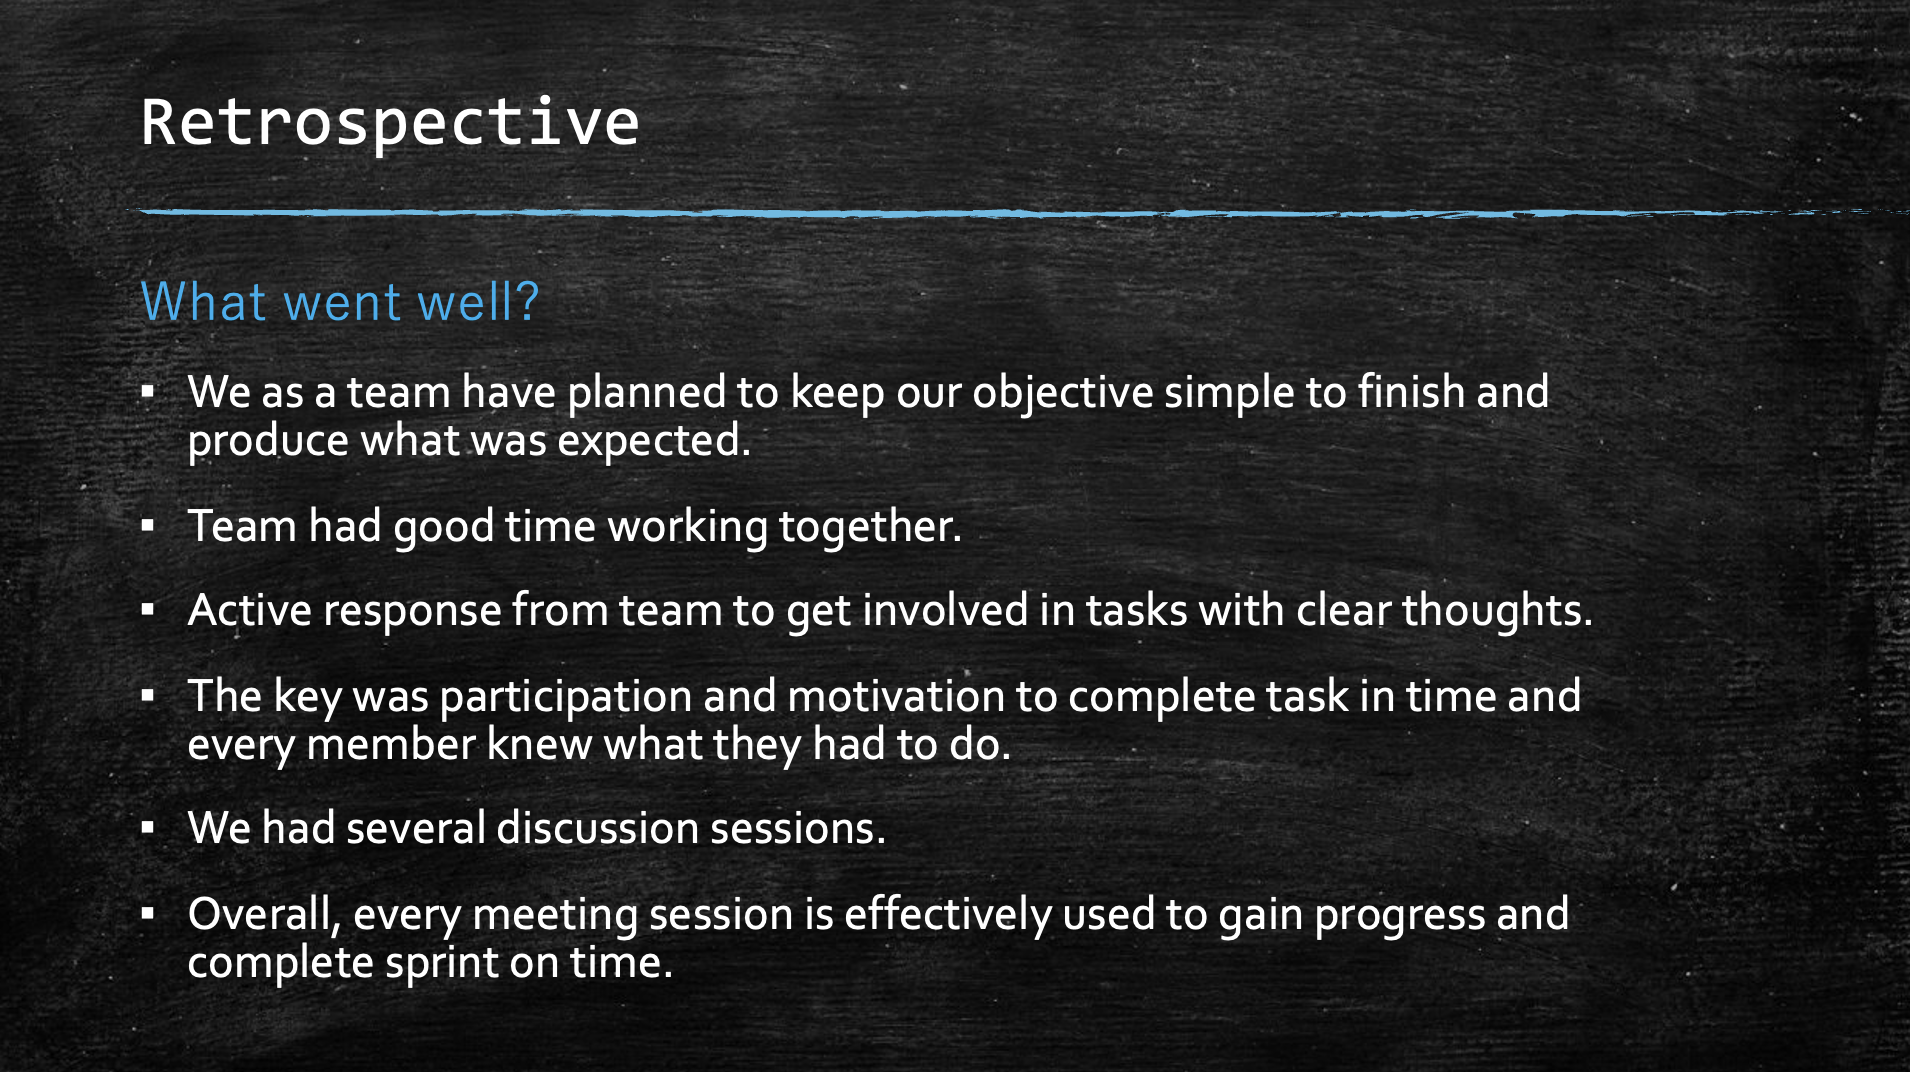 Retrospective
What went well?
▪ We as a team have planned to keep our objective simple to finish and
produce what was expected.
▪ Team had good time working together.
▪ Active response from team to get involved in tasks with clear thoughts.
▪ The key was participation and motivation to complete task in time and
every member knew what they had to do.
▪ We had several discussion sessions.
▪ Overall, every meeting session is effectively used to gain progress and
complete sprint on time.